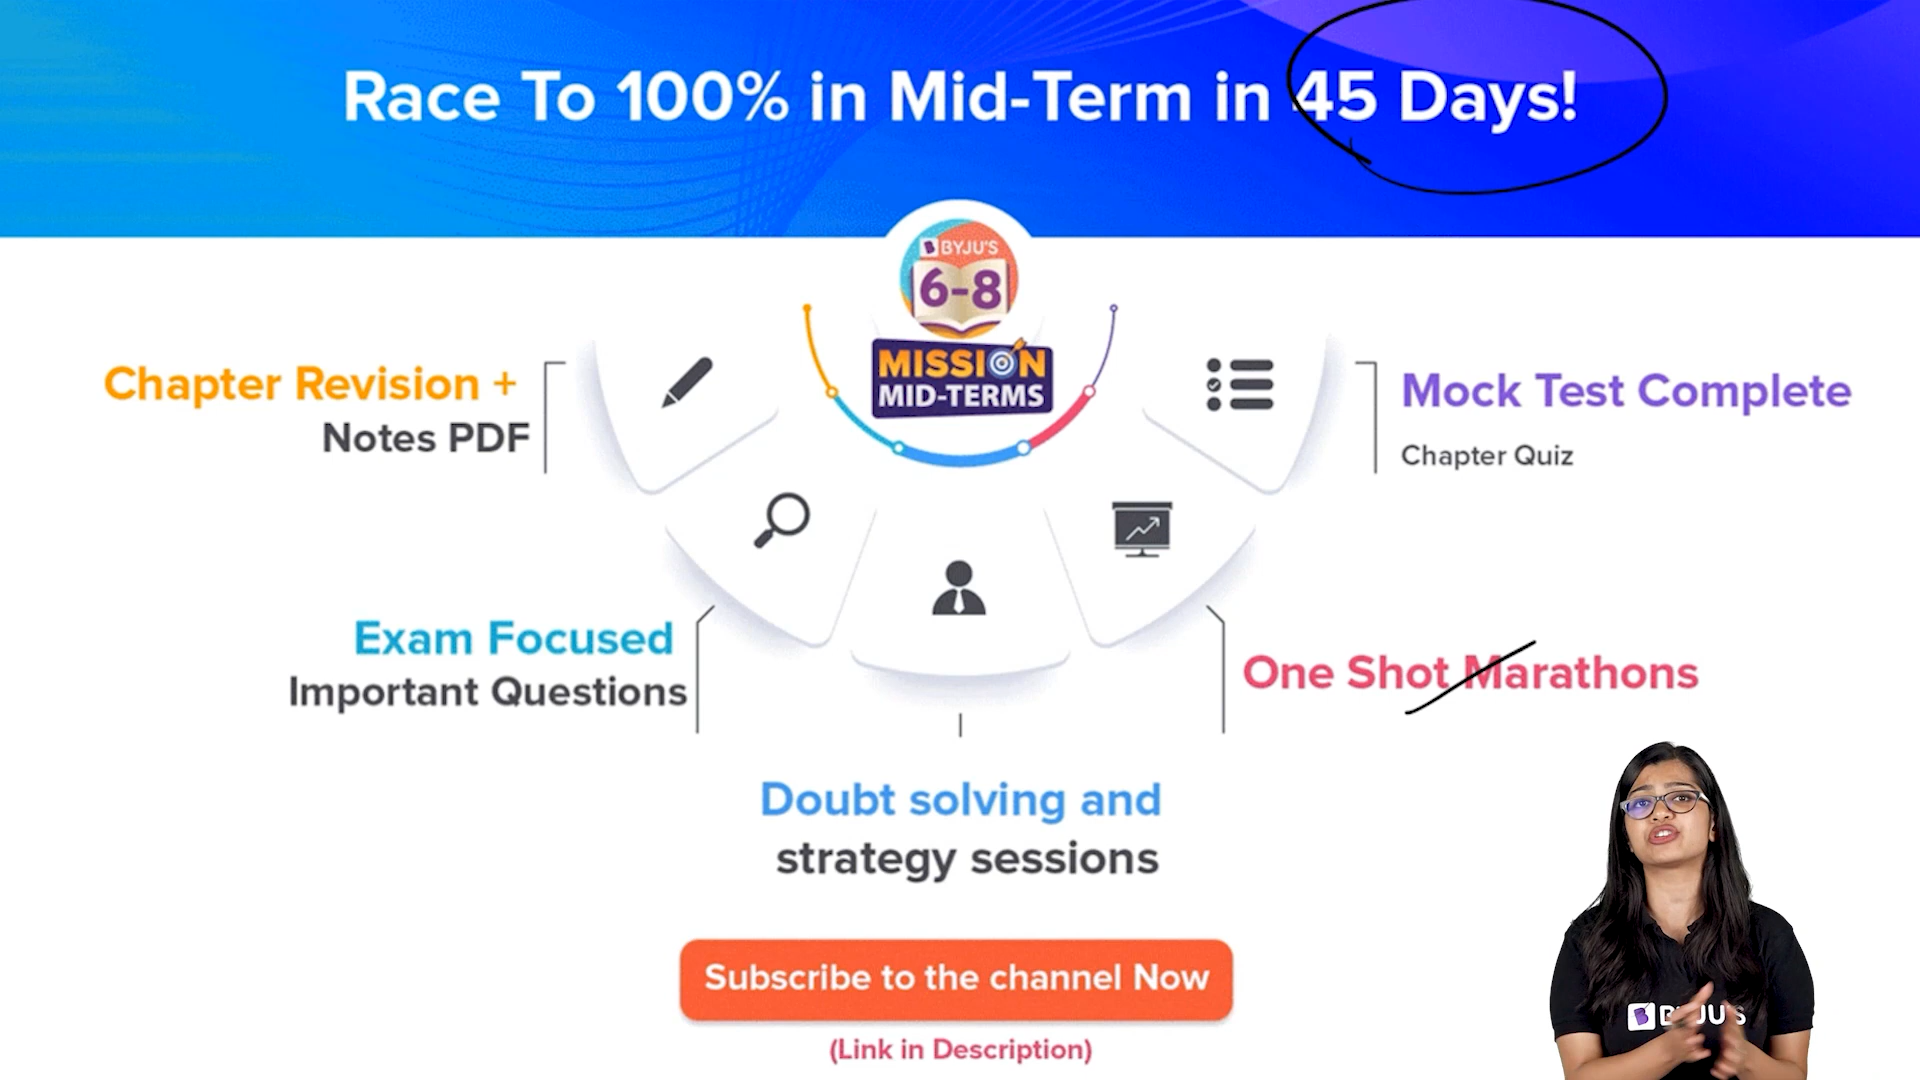 Race To 100% in Mid-Term in 45 Days!
BYJU'S
6-8
MISSION
MID-TERMS
Chapter Revision +
Notes PDF
Mock Test Complete
Chapter Quiz
Exam Focused
Important Questions
One Shot Marathons
Doubt solving and
strategy sessions
Subscribe to the channel Now
(Link in Description)
BYJU'S